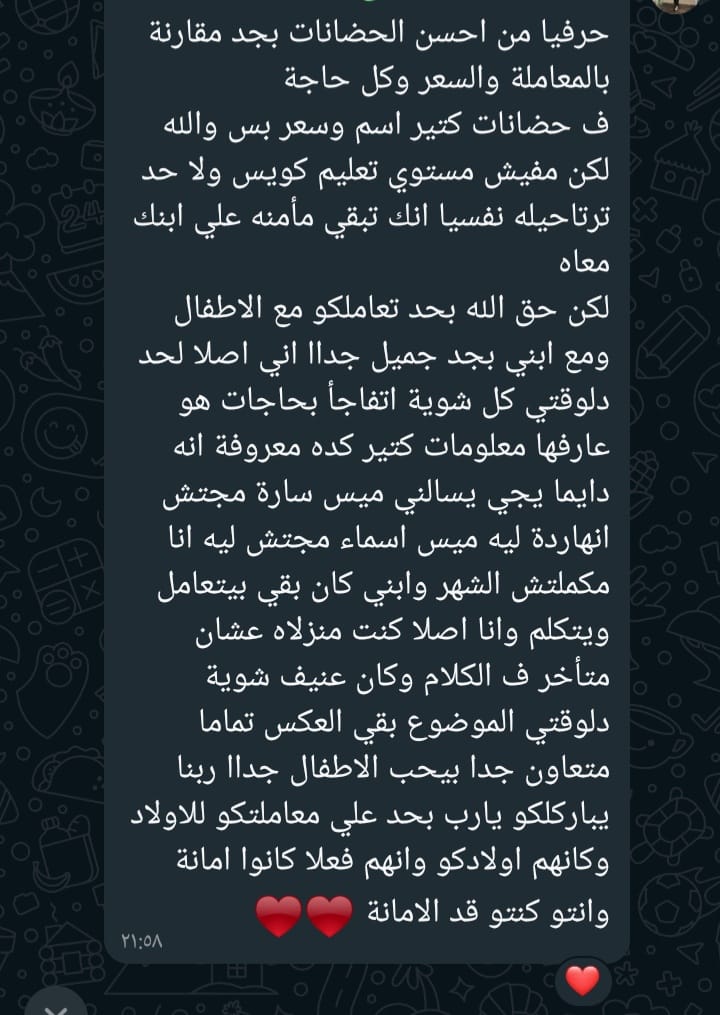 حرفيا من احسن الحضانات بجد مقارنة
بالمعاملة والسعر وكل حاجة
ف حضانات كتير اسم وسعر بس والله
لكن مفيش مستوي تعليم كويس ولا حد
ترتاحيله نفسيا انك تبقي مأمنه علي ابنك
معاه
لكن حق الله بحد تعاملكو مع الاطفال
ومع ابني بجد جميل جداا اني اصلا لحد
دلوقتي كل شوية اتفاجأ بحاجات هو
عارفها معلومات كتير كده معروفة انه
دايما يجي يسالني ميس سارة مجتش
انهاردة ليه ميس اسماء مجتش ليه انا
مكملتش الشهر وابني كان بقي بيتعامل
ويتكلم وانا اصلا كنت منزلاه عشان
متأخر ف الكلام وكان عنيف شوية
دلوقتي الموضوع بقي العكس تماما
متعاون جدا بيحب الاطفال جداا ربنا
يباركلكو يارب بحد علي معاملتكو للاولاد
وكانهم اولادكو وانهم فعلا كانوا امانة
وانتو كنتو قد الامانة ❤️❤️
٢١:٥٨
❤️